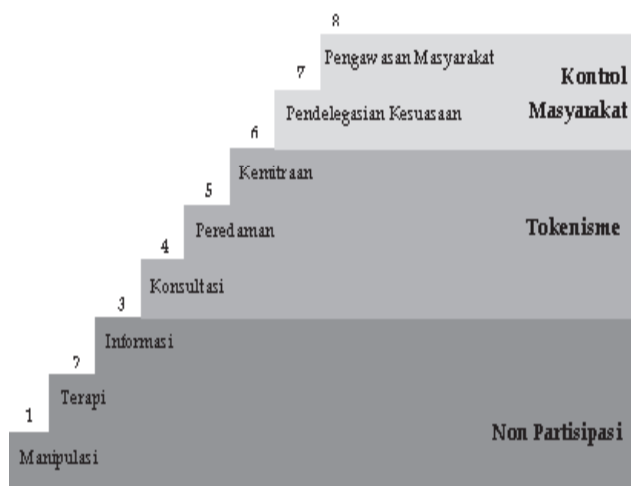 8
Pengawasan Masyarakat
Kontrol
Masyarakat
7
Pendelegasian Kesuasaan
6
Kemitraan
5
Peredaman
Tokenisme
4
Konsultasi
3
Informasi
2
Terapi
1
Manipulasi
Non Partisipasi